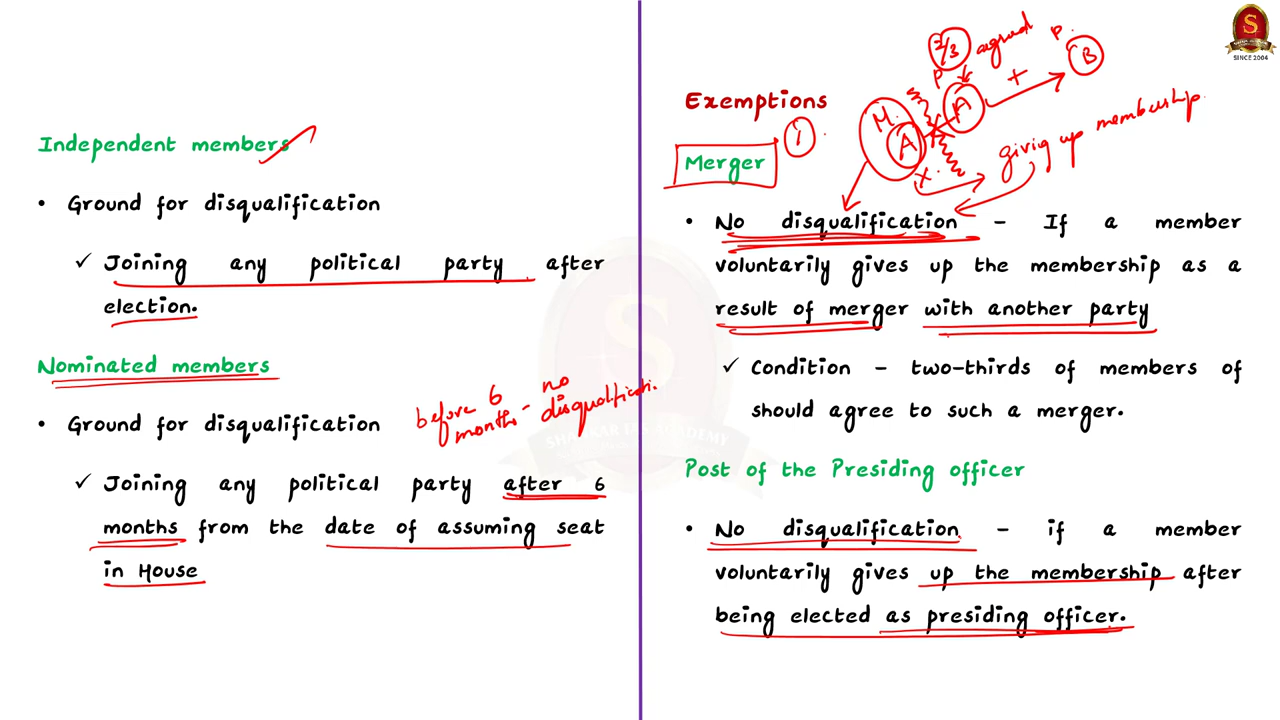 Independent members
• Ground for disqualification
✓ Joining any political party after
election.
Nominated members
before 6
months - no
disqualification.
• Ground for disqualification
✓ Joining any political party after 6
months from the date of assuming seat
in House
S
SINCE 2004
2/3 agreed
P.
B
P
A
+
Exemptions
1
M.
A
x.
giving up membership.
Merger
• No disqualification - If a member
voluntarily gives up the membership as a
result of merger with another party
✓ Condition - two-thirds of members of
should agree to such a merger.
Post of the Presiding officer
• No disqualification - if a member
voluntarily gives up the membership after
being elected as presiding officer.
SHANKAR IAS ACADEMY